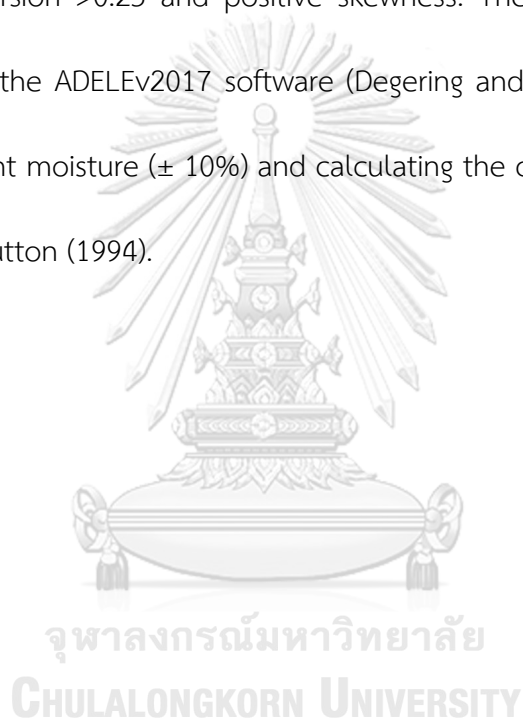 >0.25 and positive skewness. The
the ADELEv2017 software (Degering and
nt moisture (± 10%) and calculating the
utton (1994).
จุฬาลงกรณ์มหาวิทยาลัย
CHULALONGKORN UNIVERSITY